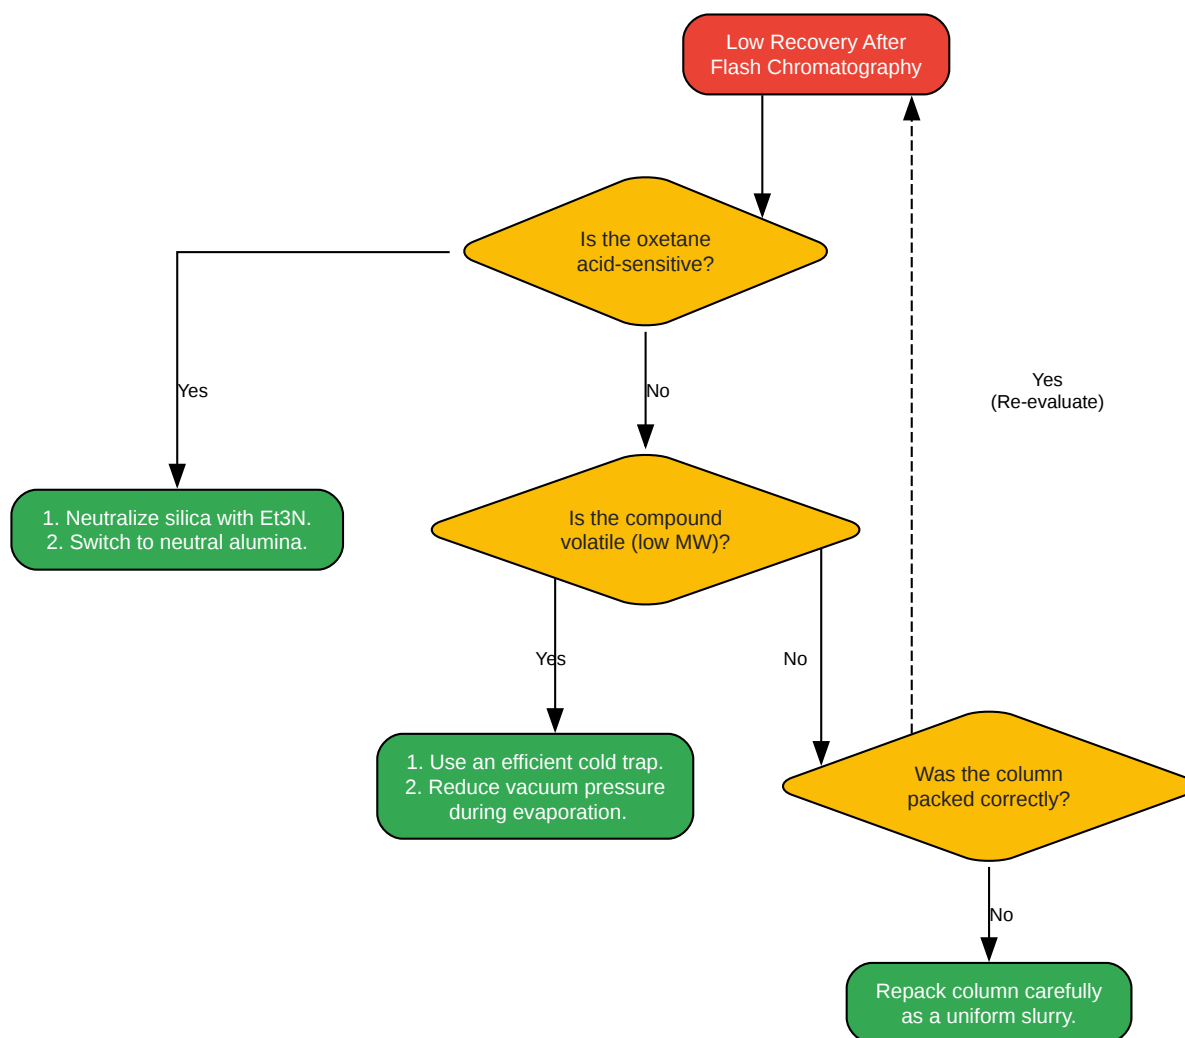 Low Recovery After
Flash Chromatography
Is the oxetane
acid-sensitive?
Yes
No
Yes
(Re-evaluate)
1. Neutralize silica with Et3N.
2. Switch to neutral alumina.
Is the compound
volatile (low MW)?
Yes
No
1. Use an efficient cold trap.
2. Reduce vacuum pressure
during evaporation.
Was the column
packed correctly?
No
Repack column carefully
as a uniform slurry.